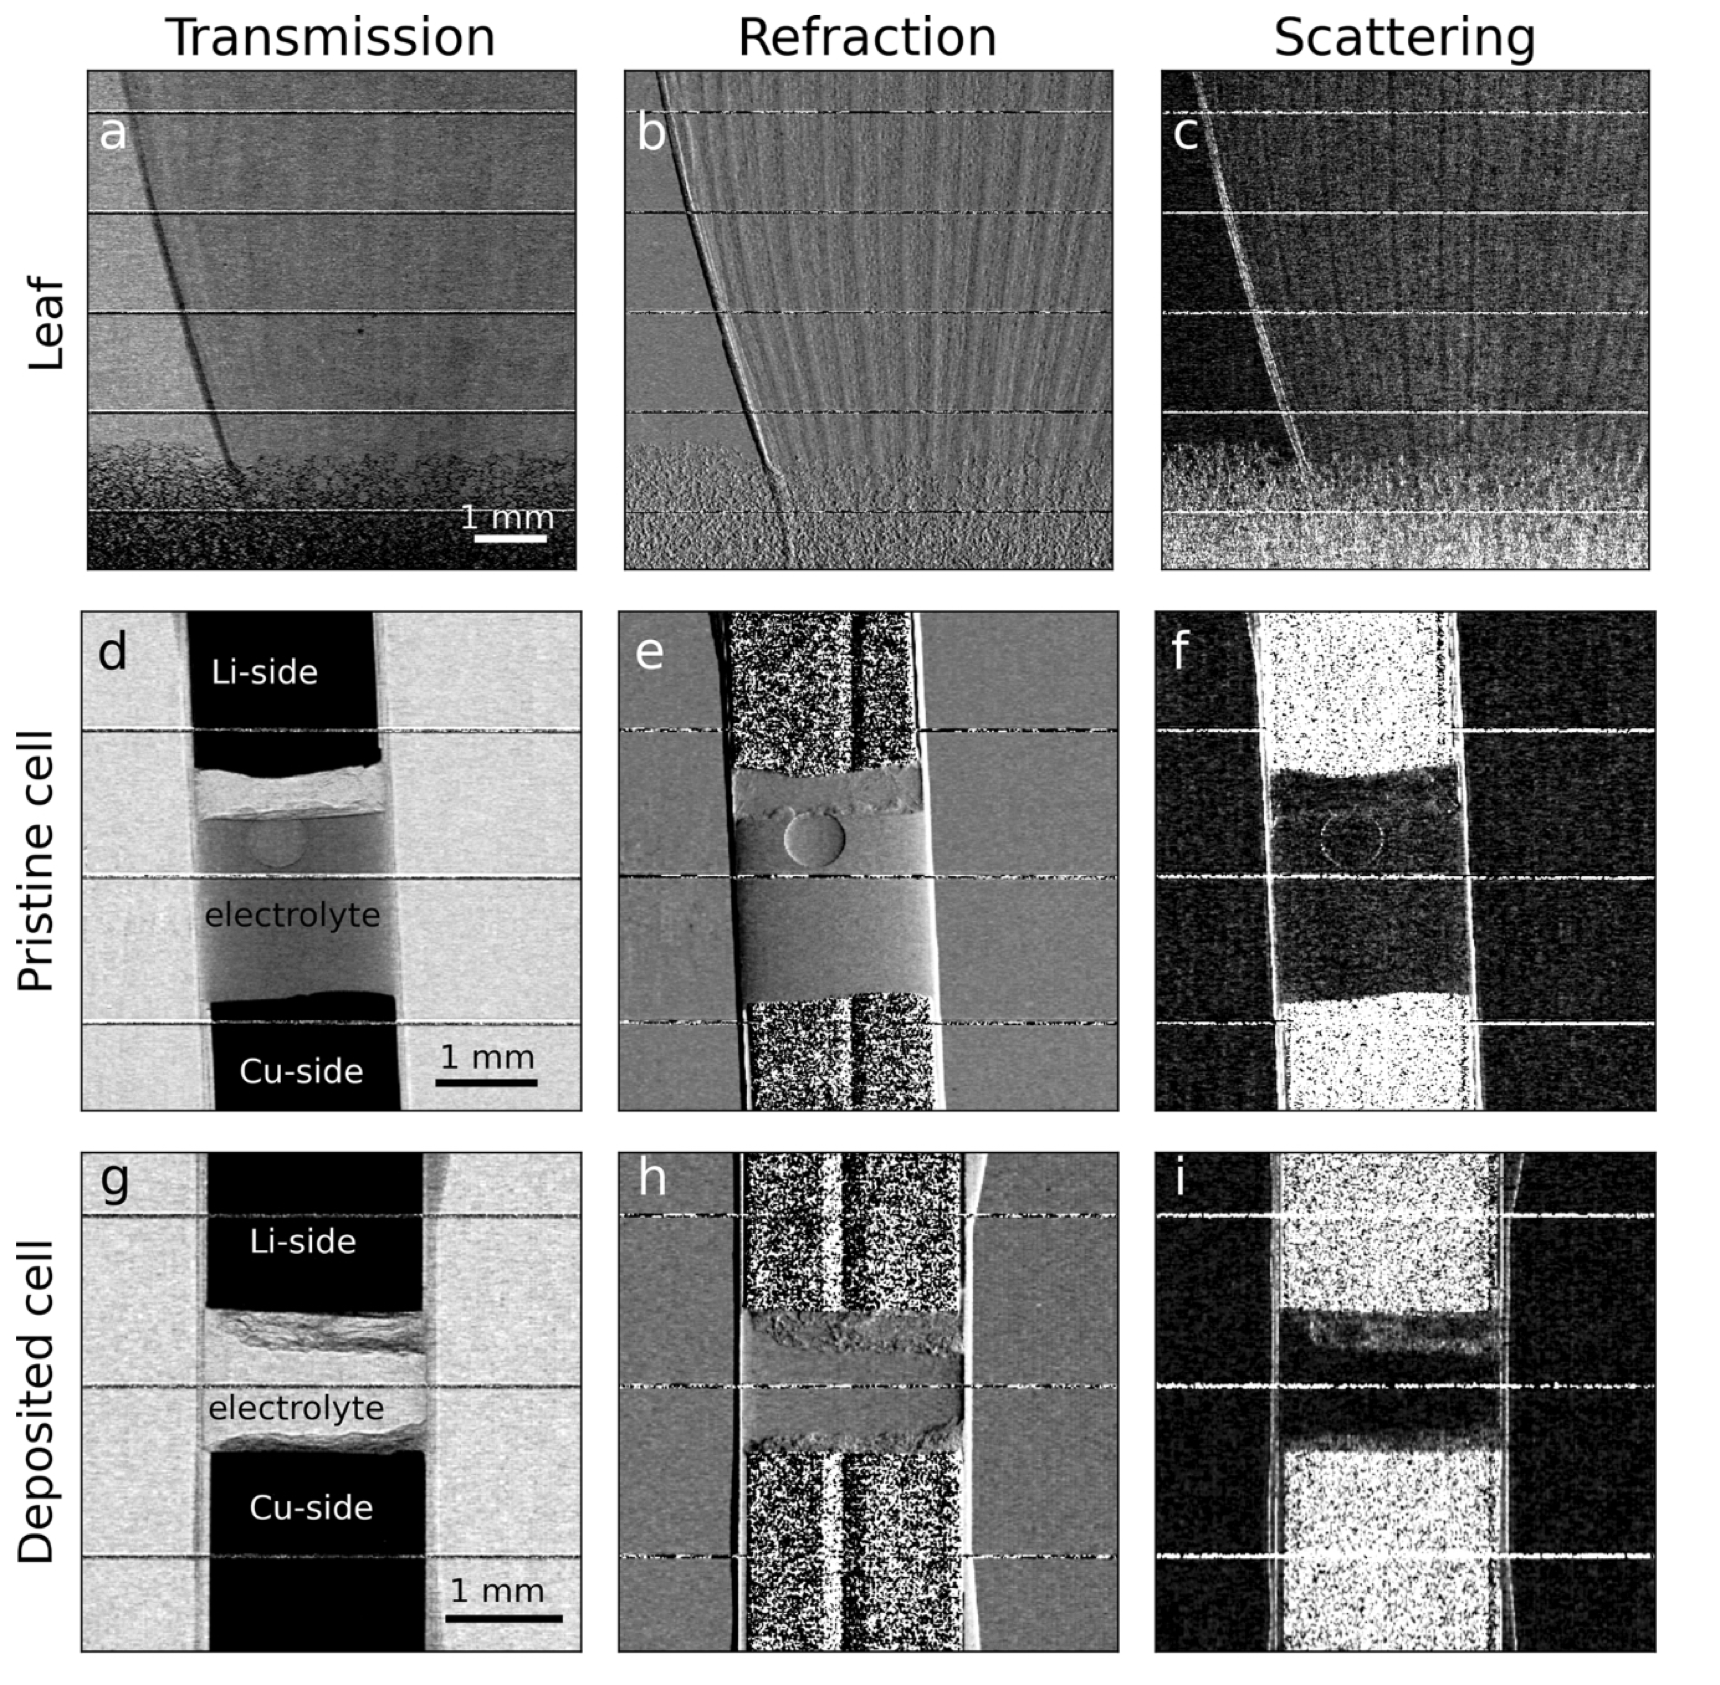 Transmission
Refraction
Scattering
Leaf
a
b
c
1 mm
Pristine cell
d
Li-side
electrolyte
Cu-side
1 mm
e
f
Deposited cell
g
Li-side
electrolyte
Cu-side
1 mm
h
i